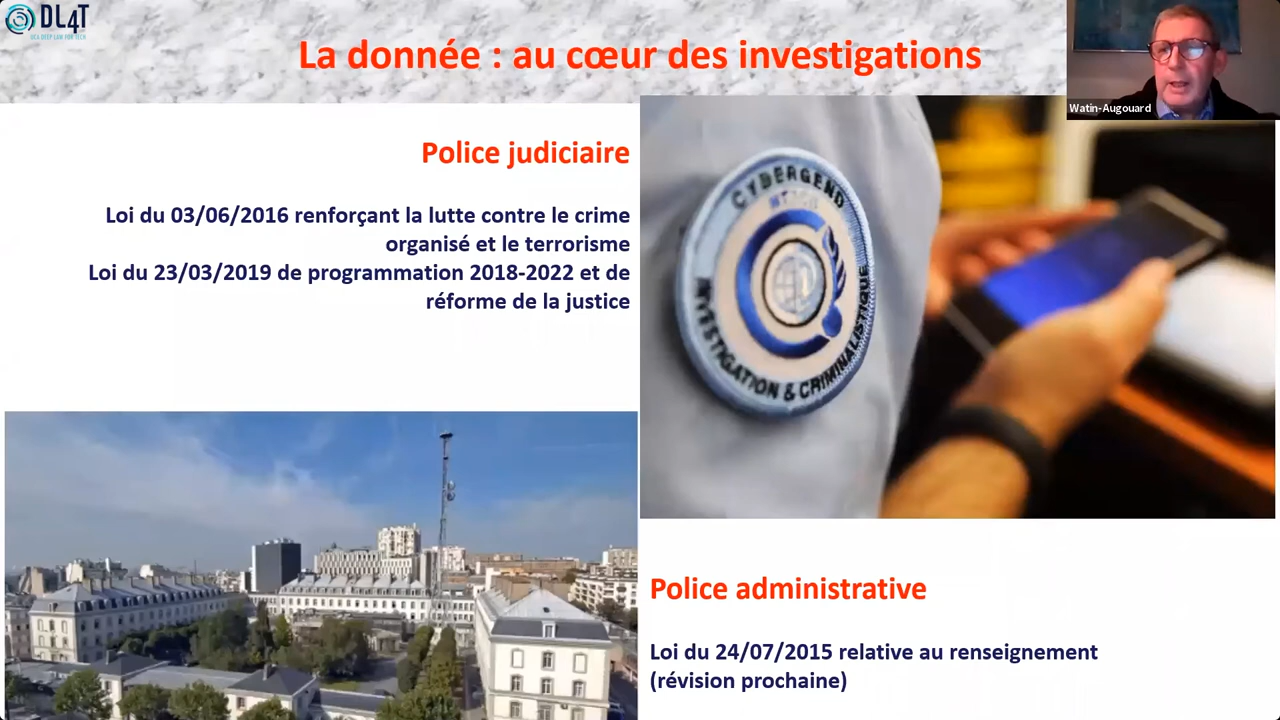 DL4T
UCA DEEP LAW FOR TECH
La donnée : au cœur des investigations
Watin-Augouard
Police judiciaire
Loi du 03/06/2016 renforçant la lutte contre le crime
organisé et le terrorisme
Loi du 23/03/2019 de programmation 2018-2022 et de
réforme de la justice
CYBERGEND
INVESTIGATION & CRIMINALISTIQUE
Police administrative
Loi du 24/07/2015 relative au renseignement
(révision prochaine)